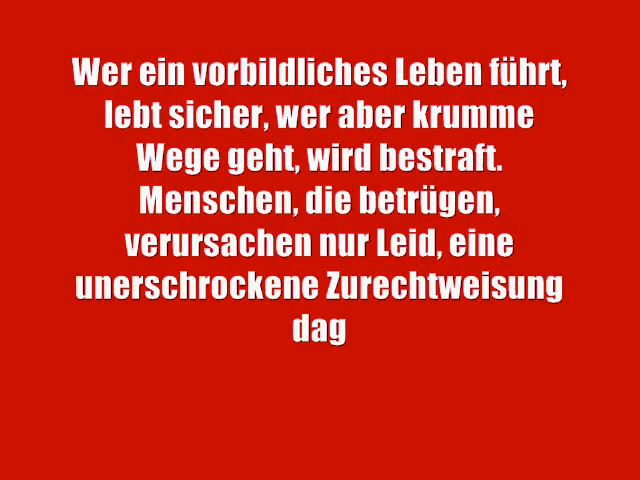 Wer ein vorbildliches Leben führt,
lebt sicher, wer aber krumme
Wege geht, wird bestraft.
Menschen, die betrügen,
verursachen nur Leid, eine
unerschrockene Zurechtweisung
dag